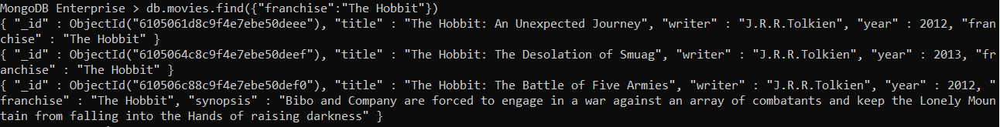 MongoDB Enterprise > db.movies.find({"franchise":"The Hobbit"})
{ "_id" : ObjectId("6105061d8c9f4e7ebe50deee"), "title" : "The Hobbit: An Unexpected Journey", "writer" : "J.R.R.Tolkien", "year" : 2012, "fran
chise" : "The Hobbit" }
{ "_id" : ObjectId("6105064c8c9f4e7ebe50deef"), "title" : "The Hobbit: The Desolation of Smuag", "writer" : "J.R.R.Tolkien", "year" : 2013, "fr
anchise" : "The Hobbit" }
{ "_id" : ObjectId("610506c88c9f4e7ebe50def0"), "title" : "The Hobbit: The Battle of Five Armies", "writer" : "J.R.R.Tolkien", "year" : 2012, "
franchise" : "The Hobbit", "synopsis" : "Bibo and Company are forced to engage in a war against an array of combatants and keep the Lonely Moun
tain from falling into the Hands of raising darkness" }